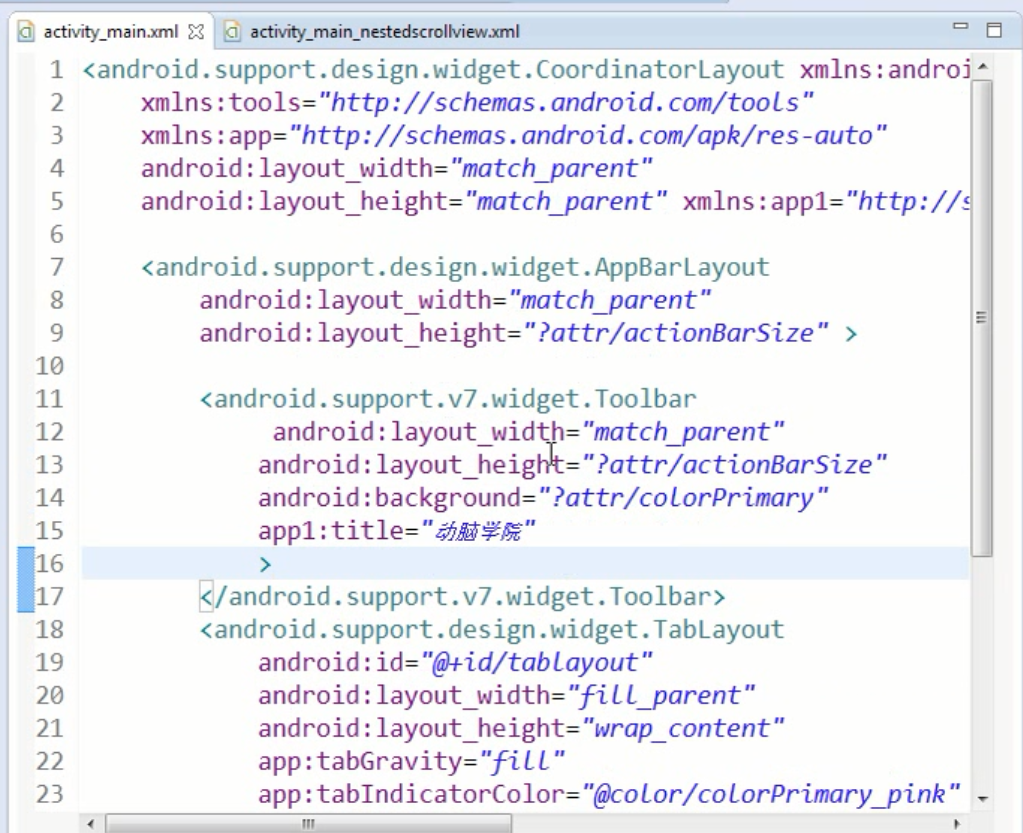 activity_main.xml
activity_main_nestedscrollview.xml
1 <android.support.design.widget.CoordinatorLayout xmlns:androi
2 xmlns:tools="http://schemas.android.com/tools"
3 xmlns:app="http://schemas.android.com/apk/res-auto"
4 android:layout_width="match_parent"
5 android:layout_height="match_parent" xmlns:app1="http://s
6
7 <android.support.design.widget.AppBarLayout
8 android:layout_width="match_parent"
9 android:layout_height="?attr/actionBarSize" >
10
11 <android.support.v7.widget.Toolbar
12 android:layout_width="match_parent"
13 android:layout_height="?attr/actionBarSize"
14 android:background="?attr/colorPrimary"
15 app1:title="动脑学院"
16 >
17 </android.support.v7.widget.Toolbar>
18 <android.support.design.widget.TabLayout
19 android:id="@+id/tablayout"
20 android:layout_width="fill_parent"
21 android:layout_height="wrap_content"
22 app:tabGravity="fill"
23 app:tabIndicatorColor="@color/colorPrimary_pink"